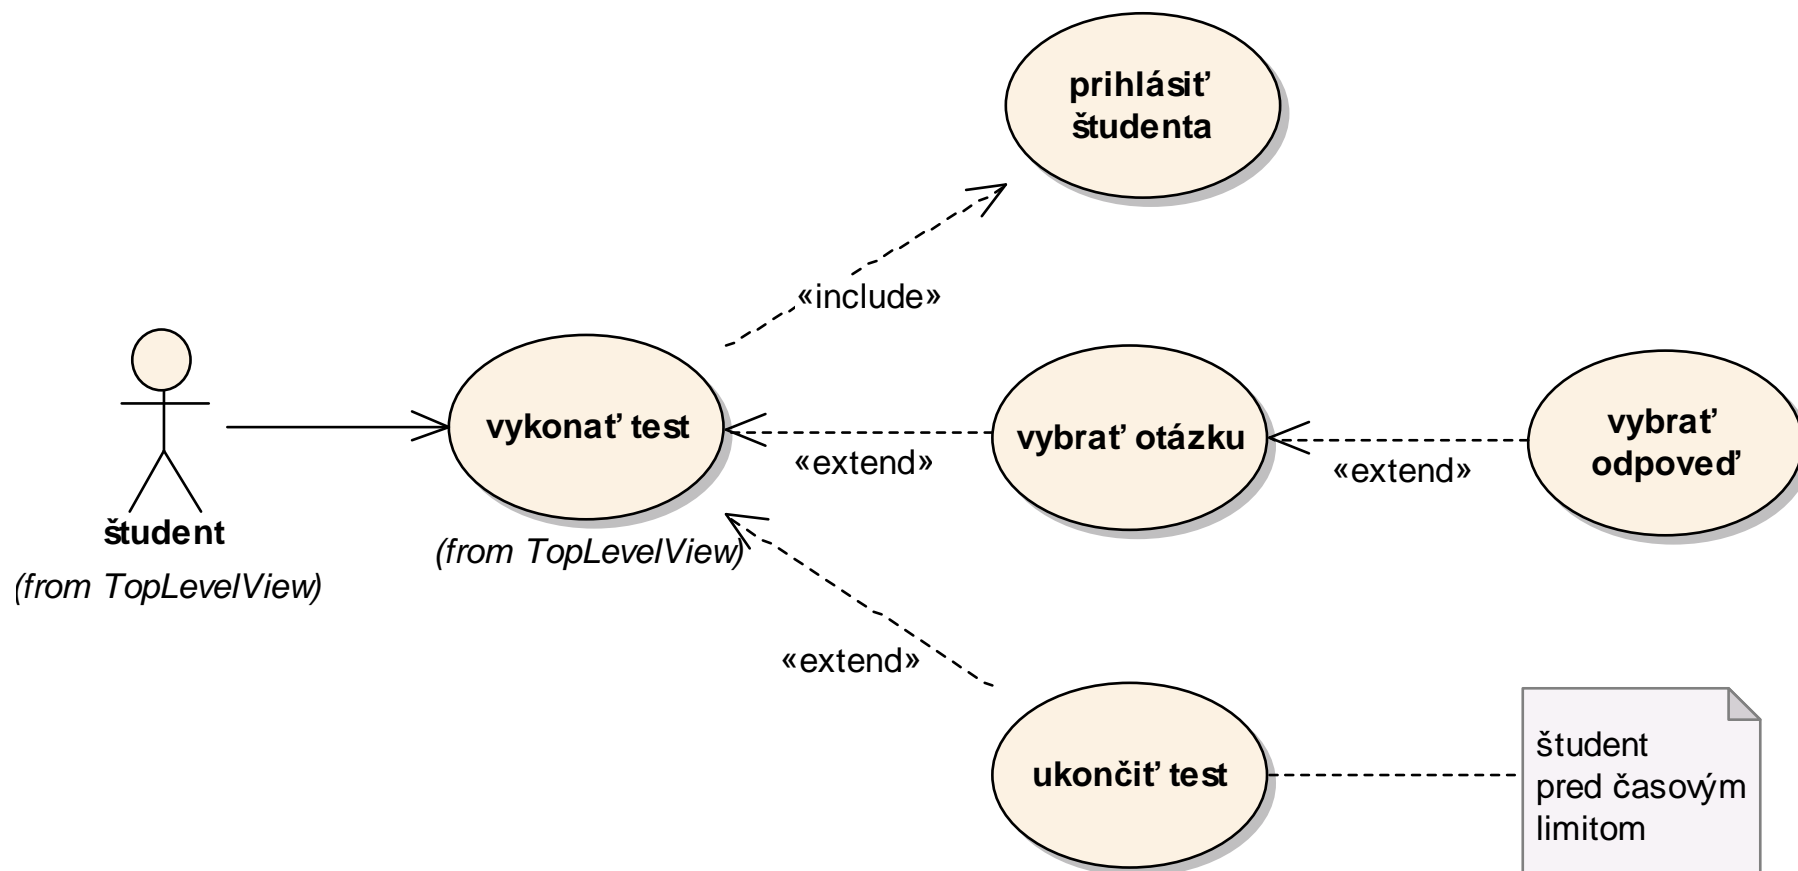 prihlásiť
študenta
«include»
študent
(from TopLevelView)
vykonať test
(from TopLevelView)
«extend»
vybrať otázku
«extend»
vybrať
odpoveď
«extend»
ukončiť test
študent
pred časovým
limitom